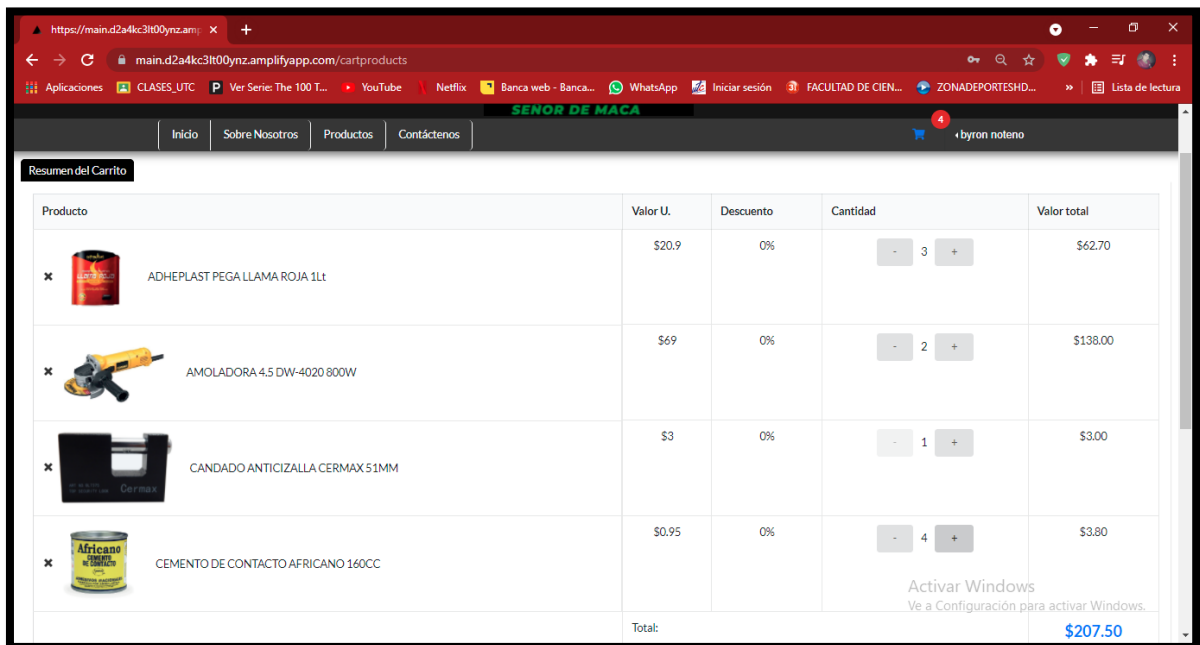 https://main.d2a4kc3lt00ynz.amp
main.d2a4kc3lt00ynz.amplifyapp.com/cartproducts
Aplicaciones CLASES_UTC Ver Serie: The 100 T... YouTube Netflix Banca web - Banca... WhatsApp Iniciar sesión FACULTAD DE CIEN... ZONADEPORTESHD... » Lista de lectura
SEÑOR DE MACA
Inicio Sobre Nosotros Productos Contáctenos 4 byron noteno
Resumen del Carrito
Producto Valor U. Descuento Cantidad Valor total
$20.9 0% - 3 + $62.70
ADHEPLAST PEGA LLAMA ROJA 1Lt
$69 0% - 2 + $138.00
AMOLADORA 4.5 DW-4020 800W
$3 0% - 1 + $3.00
CANDADO ANTICIZALLA CERMAX 51MM
Cermax
$0.95 0% - 4 + $3.80
Africano
CEMENTO
DE CONTACTO
CEMENTO DE CONTACTO AFRICANO 160CC
Activar Windows
Ve a Configuración para activar Windows.
Total: $207.50